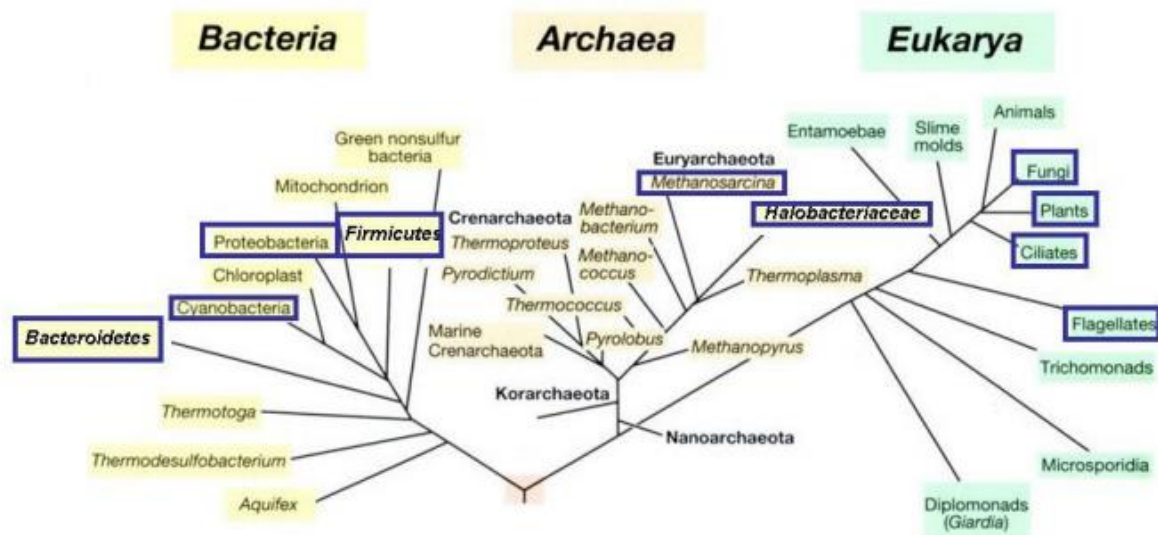 Bacteria
Archaea
Eukarya
Green nonsulfur
bacteria
Mitochondrion
Proteobacteria
Firmicutes
Chloroplast
Cyanobacteria
Bacteroidetes
Thermotoga
Thermodesulfobacterium
Aquifex
Euryarchaeota
Methanosarcina
Crenarchaeota
Methano-
bacterium
Halobacteriaceae
Thermoproteus
Methano-
coccus
Pyrodictium
Thermoplasma
Thermococcus
Marine
Crenarchaeota
Pyrolobus
Methanopyrus
Korarchaeota
Nanoarchaeota
Entamoebae
Slime
molds
Animals
Fungi
Plants
Ciliates
Flagellates
Trichomonads
Microsporidia
Diplomonads
(Giardia)